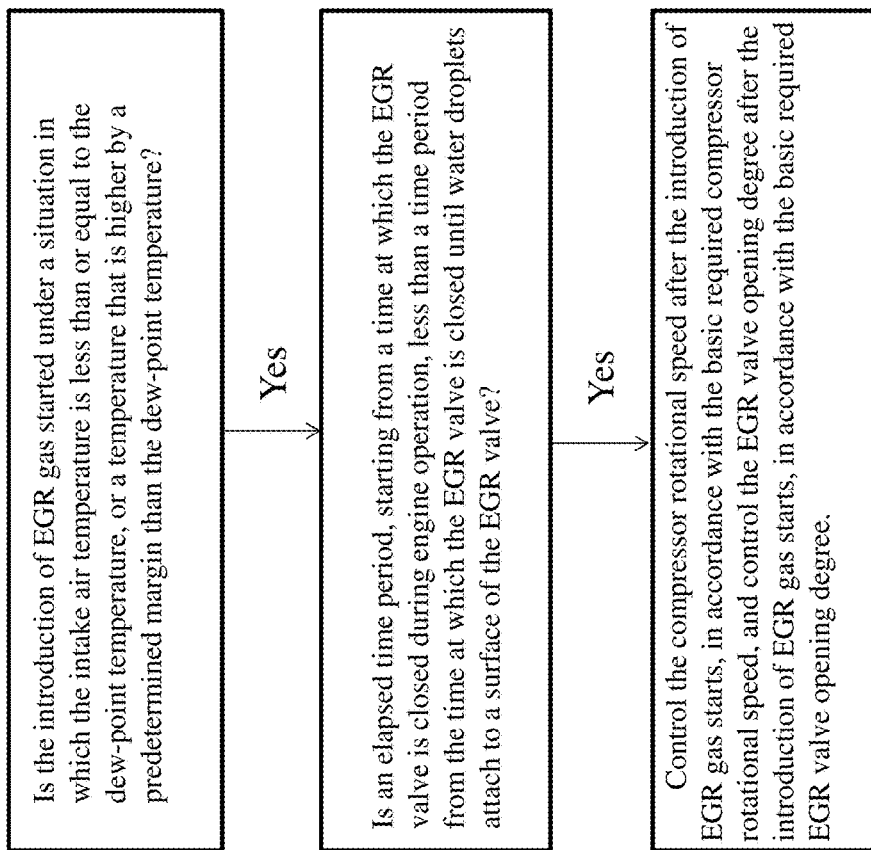 Is the introduction of EGR gas started under a situation in
which the intake air temperature is less than or equal to the
dew-point temperature, or a temperature that is higher by a
predetermined margin than the dew-point temperature?
Yes
Is an elapsed time period, starting from a time at which the EGR
valve is closed during engine operation, less than a time period
from the time at which the EGR valve is closed until water droplets
attach to a surface of the EGR valve?
Yes
Control the compressor rotational speed after the introduction of
EGR gas starts, in accordance with the basic required compressor
rotational speed, and control the EGR valve opening degree after the
introduction of EGR gas starts, in accordance with the basic required
EGR valve opening degree.